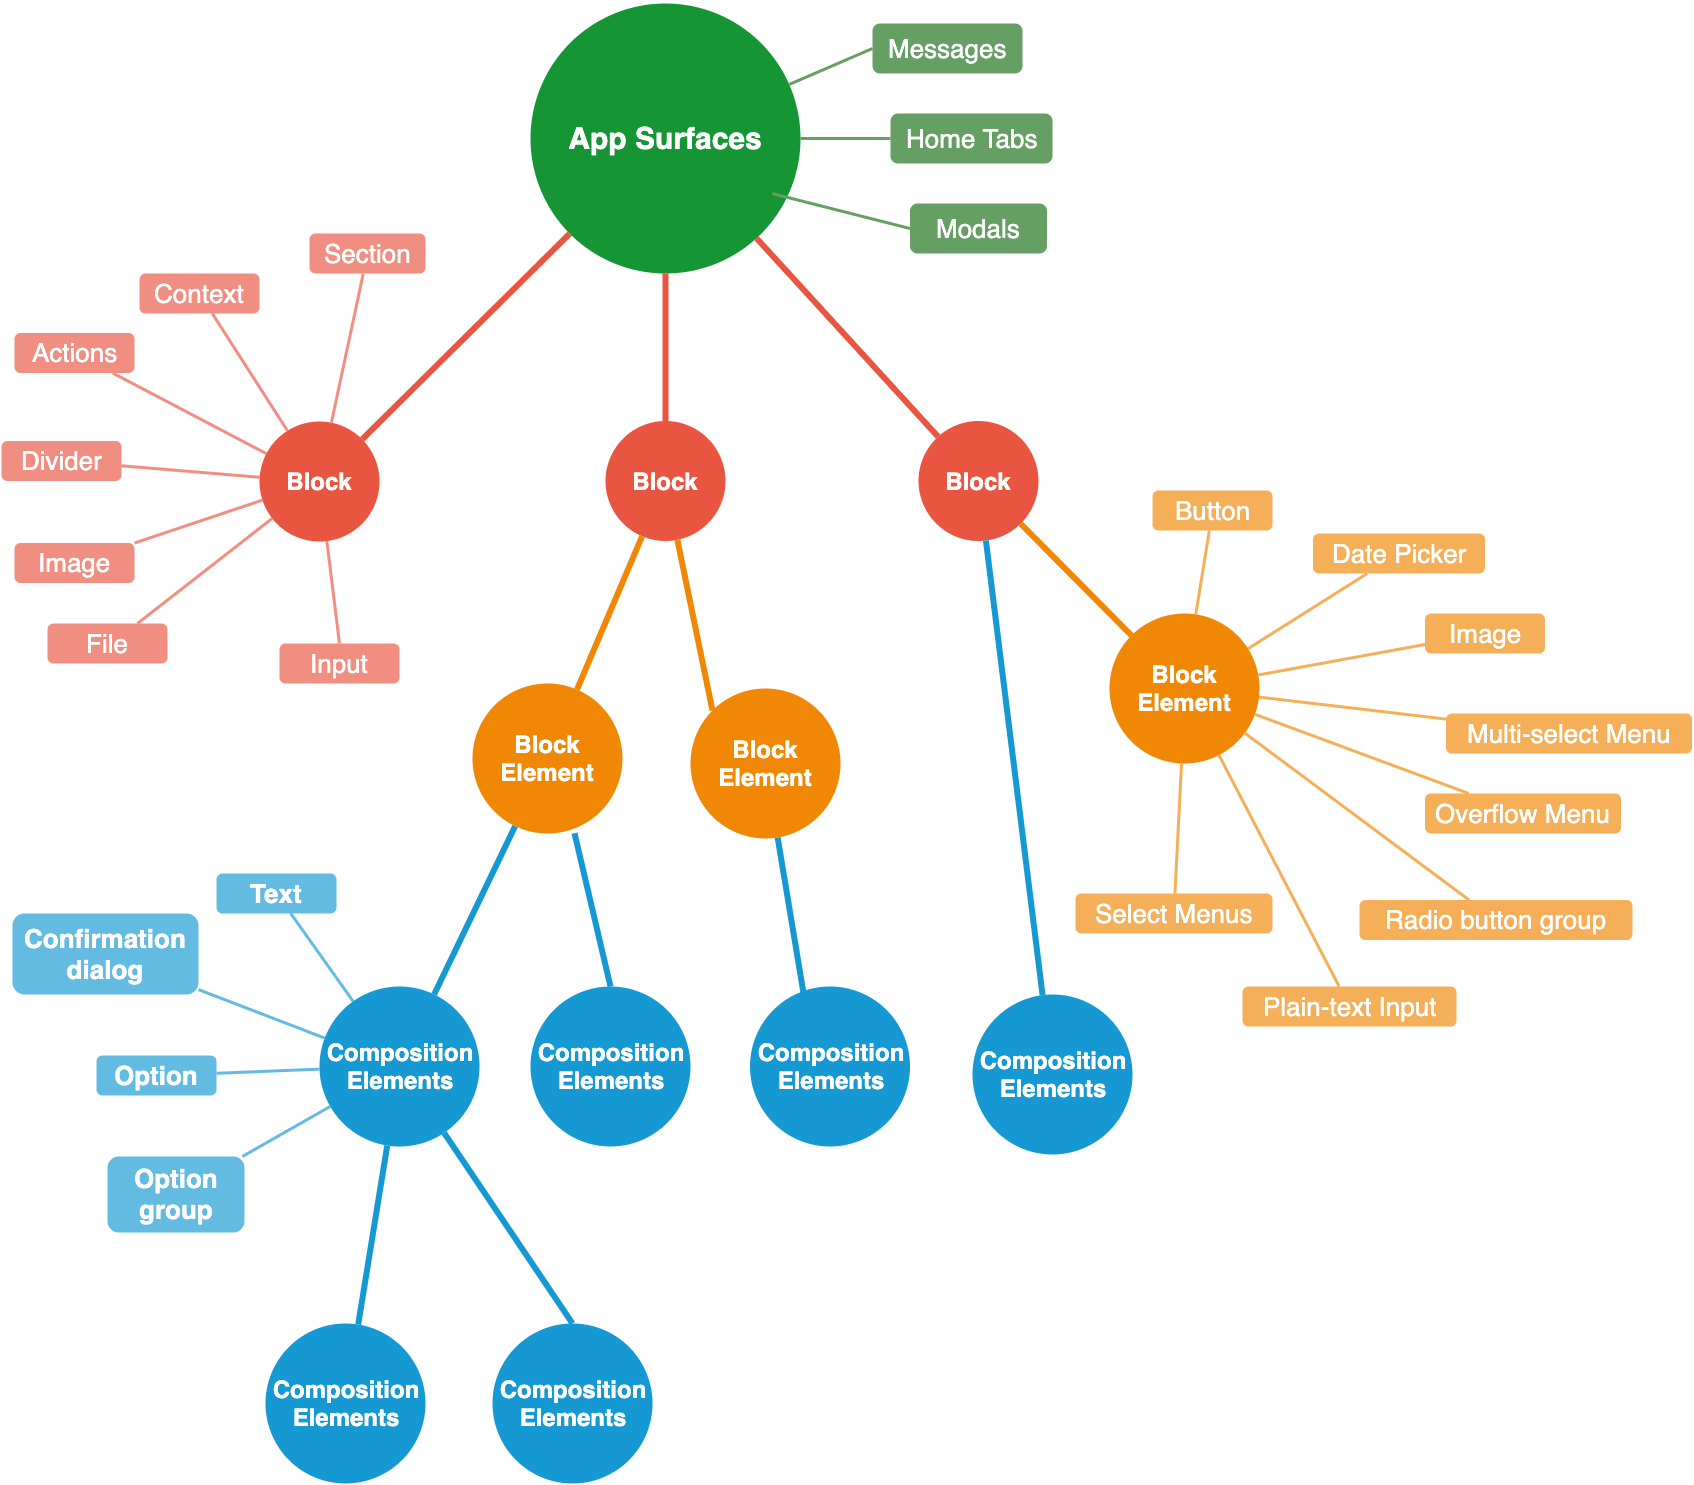 Messages
App Surfaces
Home Tabs
Modals
Section
Context
Actions
Divider
Block
Block
Block
Image
File
Input
Button
Date Picker
Image
Block
Element
Multi-select Menu
Overflow Menu
Radio button group
Select Menus
Plain-text Input
Block
Element
Block
Element
Text
Confirmation
dialog
Option
Option
group
Composition
Elements
Composition
Elements
Composition
Elements
Composition
Elements
Composition
Elements
Composition
Elements